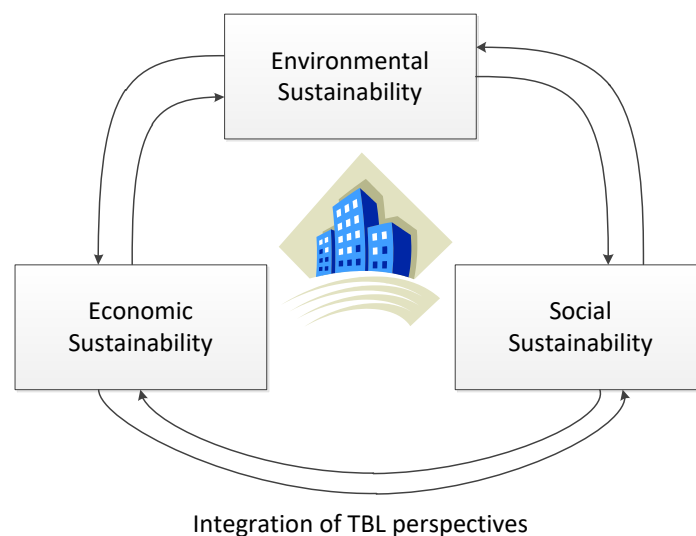 Environmental
Sustainability
Economic
Sustainability
Social
Sustainability
Integration of TBL perspectives